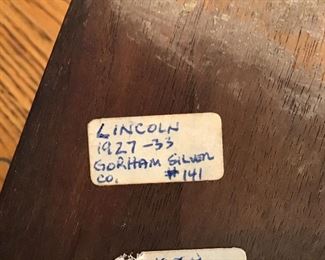 LINCOLN
1927-33
GORHAM SILVER
CO. #141